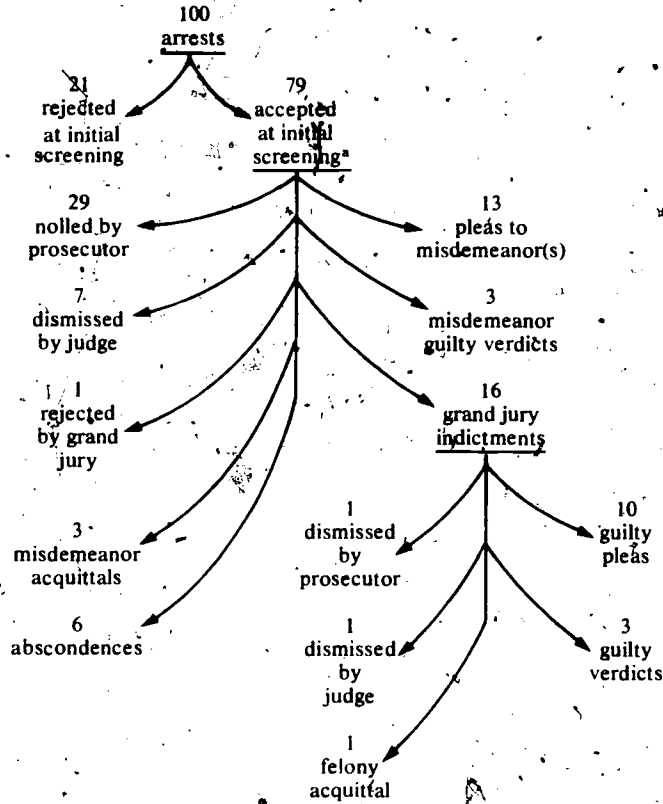 100
arrests
21
rejected
at initial
screening
79
accepted
at initial
screeningᵃ
29
nolled by
prosecutor
13
pleas to
misdemeanor(s)
7
dismissed
by judge
3
misdemeanor
guilty verdicts
1
rejected
by grand
jury
16
grand jury
indictments
3
misdemeanor
acquittals
1
dismissed
by
prosecutor
10
guilty
pleas
6
abscondences
1
dismissed
by
judge
3
guilty
verdicts
1
felony
acquittal